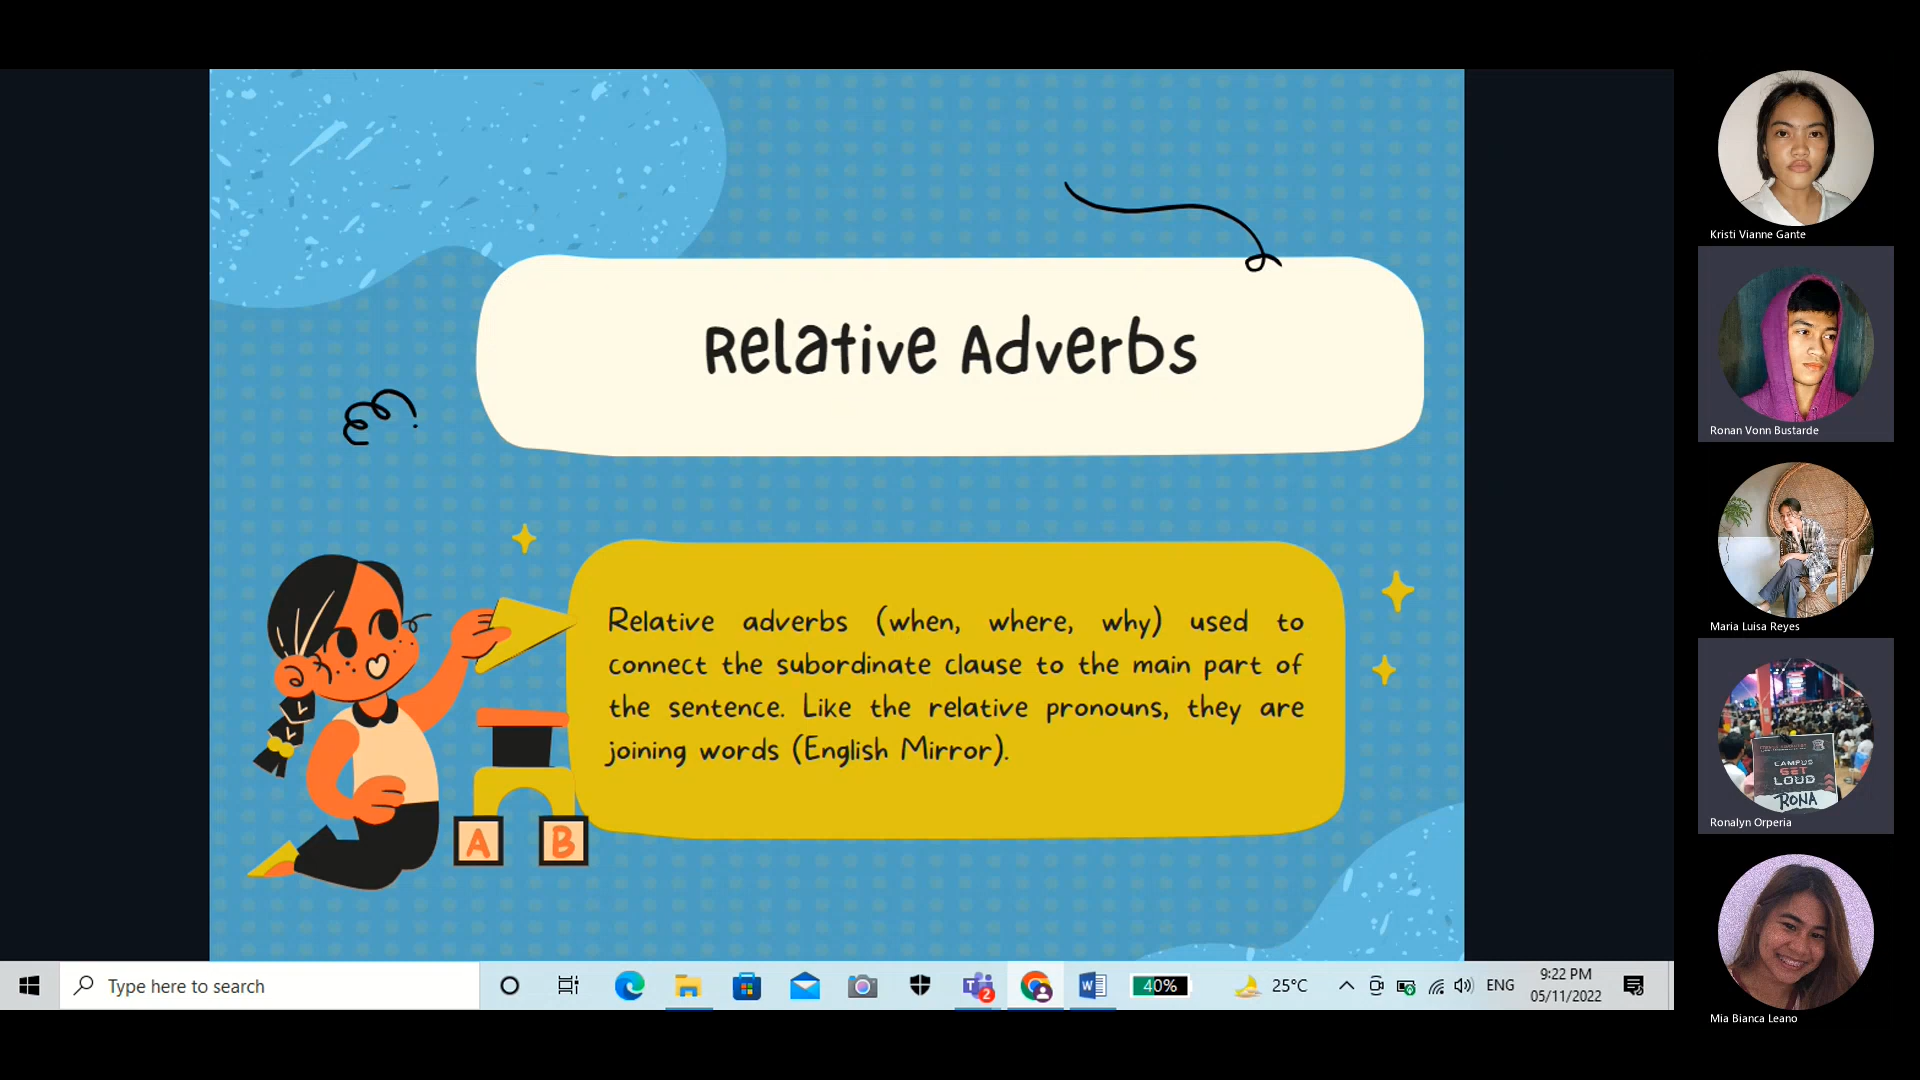 Relative Adverbs
Relative adverbs (when, where, why) used to
connect the subordinate clause to the main part of
the sentence. Like the relative pronouns, they are
joining words (English Mirror).
A
B
Kristi Vianne Gante
Ronan Vonn Bustarde
Maria Luisa Reyes
CAMPUS
GET
LOUD
RONA
Ronalyn Orperia
Mia Bianca Leano
Type here to search
2
W
40%
25°C
ENG
9:22 PM
05/11/2022